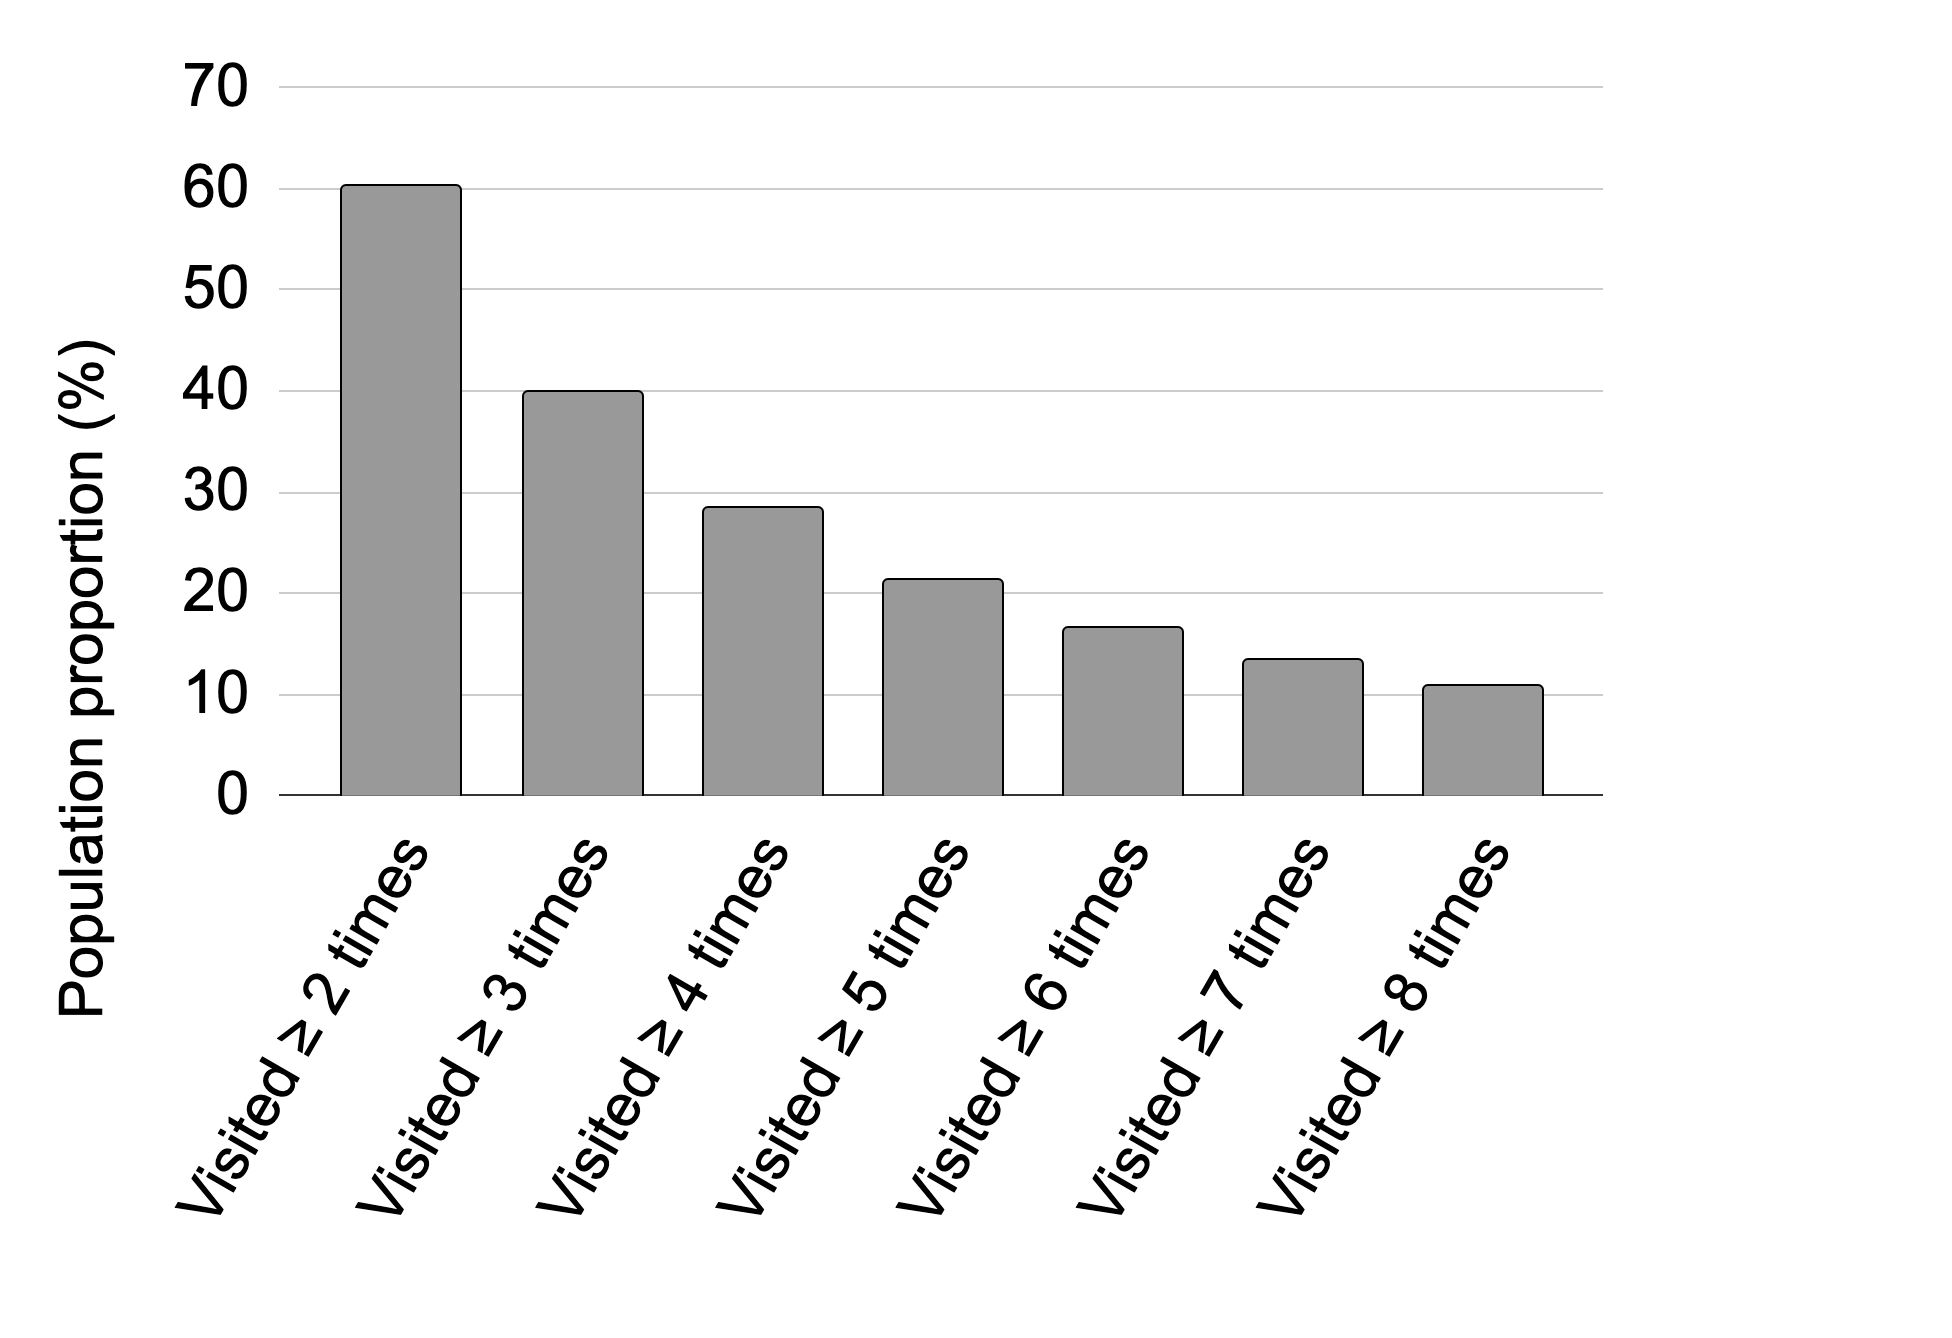 Population proportion (%)
70
60
50
40
30
20
10
0
Visited ≥ 2 times
Visited ≥ 3 times
Visited ≥ 4 times
Visited ≥ 5 times
Visited ≥ 6 times
Visited ≥ 7 times
Visited ≥ 8 times